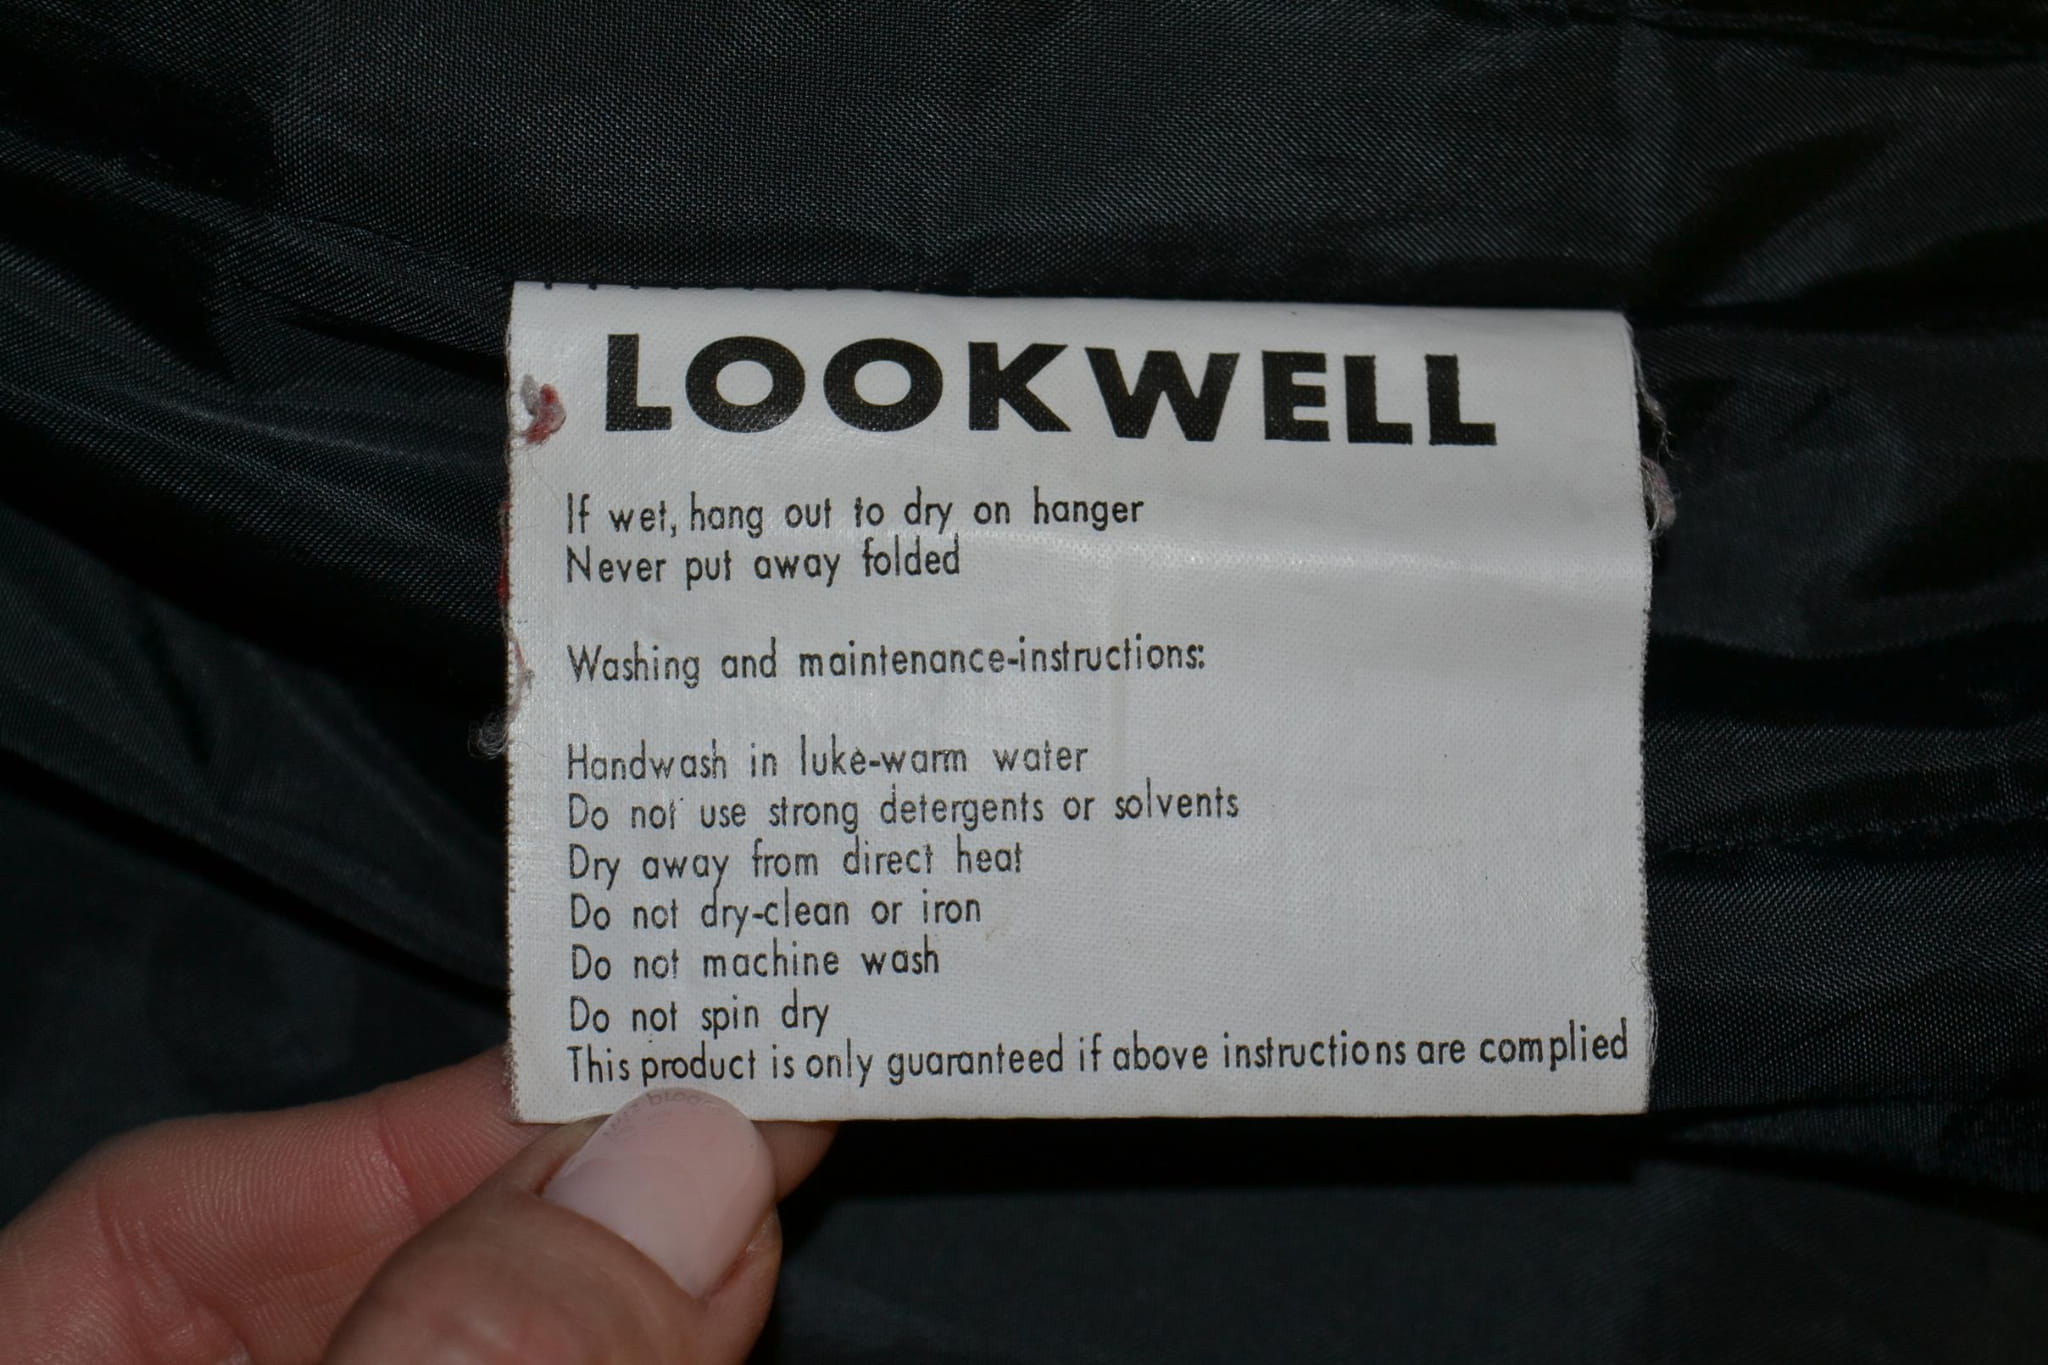 LOOKWELL
If wet, hang out to dry on hanger
Never put away folded
Washing and maintenance-instructions:
Handwash in luke-warm water
Do not use strong detergents or solvents
Dry away from direct heat
Do not dry-clean or iron
Do not machine wash
Do not spin dry
This product is only guaranteed if above instructions are complied